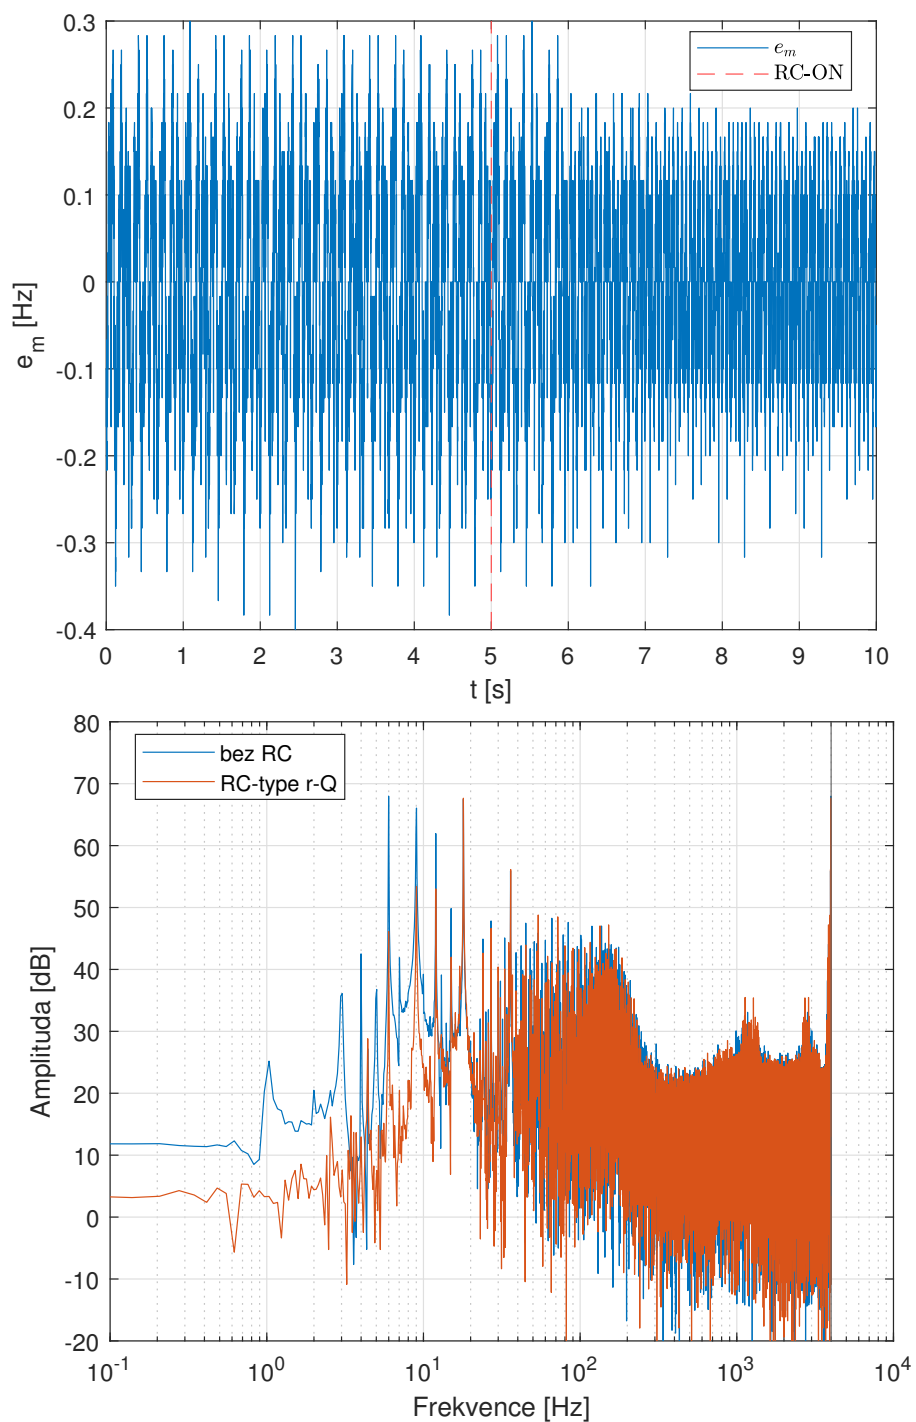 0.3
0.2
0.1
0
-0.1
-0.2
-0.3
-0.4
e_m [Hz]
e_m
RC-ON
0 1 2 3 4 5 6 7 8 9 10
t [s]
80
70
60
50
40
30
20
10
0
-10
-20
Amplituda [dB]
bez RC
RC-type r-Q
10^-1 10^0 10^1 10^2 10^3 10^4
Frekvence [Hz]